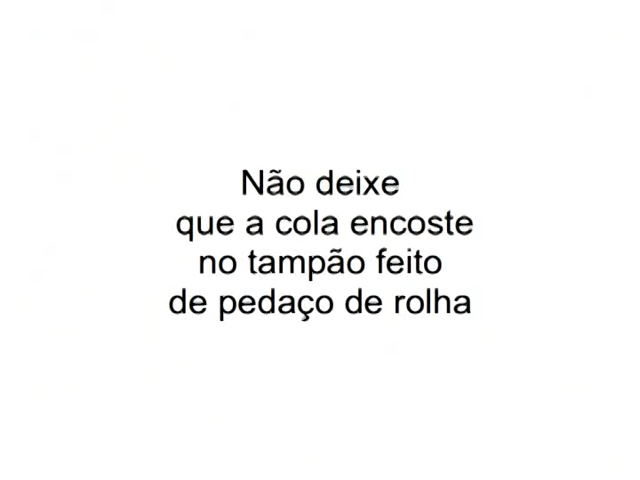 Não deixe
que a cola encoste
no tampão feito
de pedaço de rolha